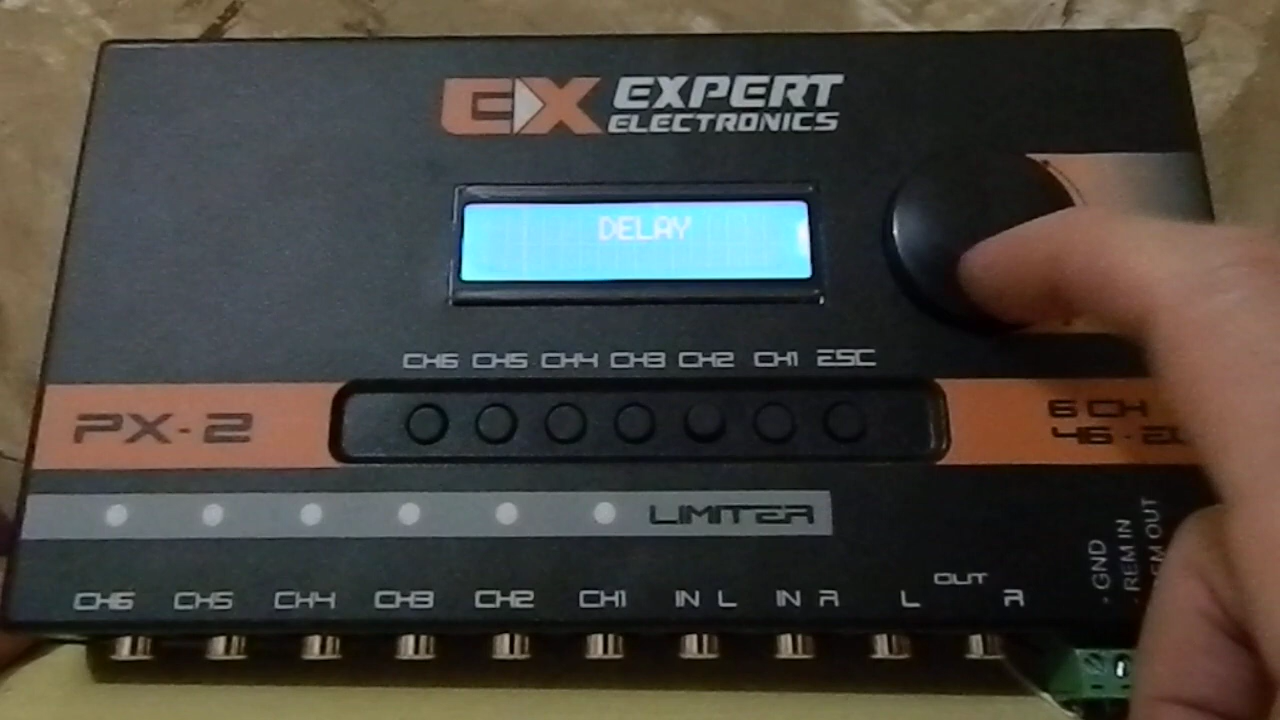 EX EXPERT
ELECTRONICS
DELAY
CH6 CH5 CH4 CH3 CH2 CH1 ESC
PX-2
6 CH
LIMITER
· GND
· REM IN
OUT
CH6 CH5 CH4 CH3 CH2 CH1 IN L IN R L R